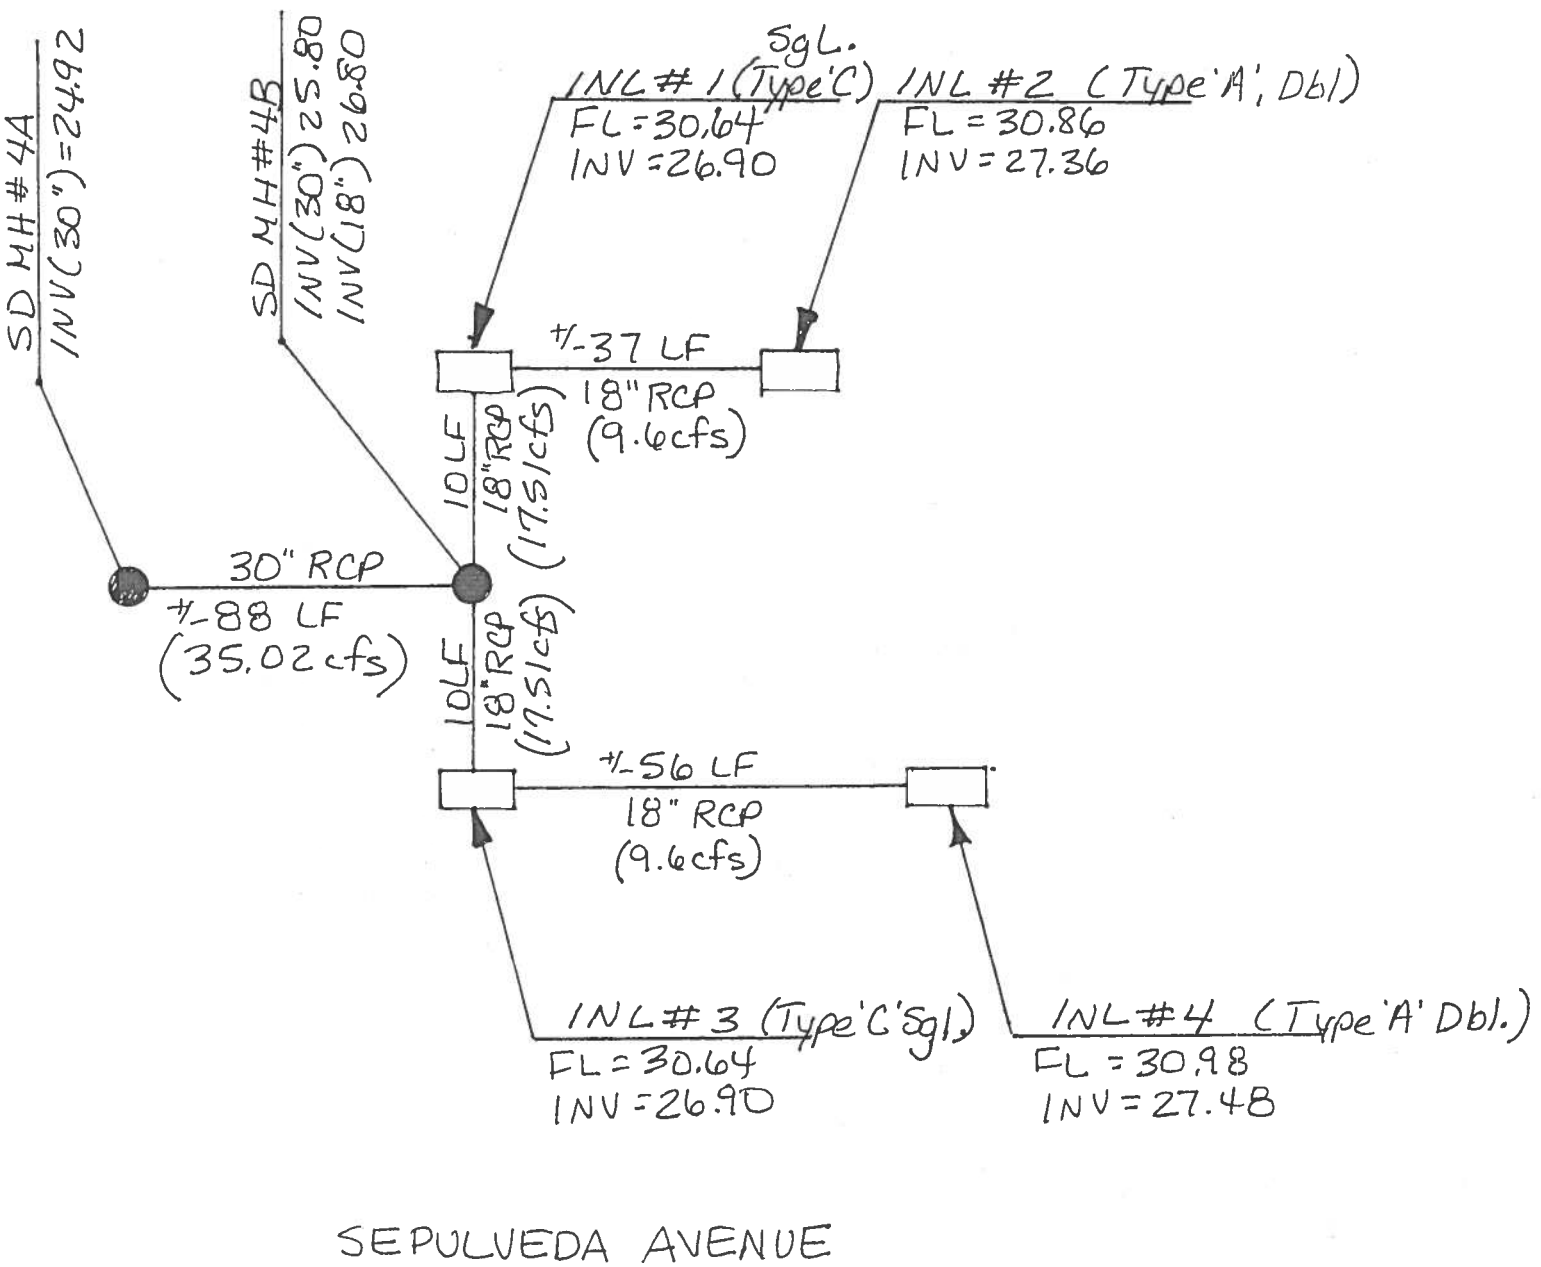 SD MH#4A
INV(30")=24.92
SD MH#4B
INV(30")25.80
INV(18")26.80
Sgl.
INL#1(Type'C)
FL=30.64
INV=26.90
INL #2 (Type'A', Dbl)
FL=30.86
INV=27.36
+/-37 LF
18" RCP
(9.6cfs)
10LF
18"RCP
(17.51cfs)
30" RCP
+/-88 LF
(35.02cfs)
10LF
18"RCP
(17.51cfs)
+/-56 LF
18" RCP
(9.6cfs)
INL#3 (Type'C'Sgl.)
FL=30.64
INV=26.90
INL#4 (Type'A' Dbl.)
FL=30.98
INV=27.48
SEPULVEDA AVENUE